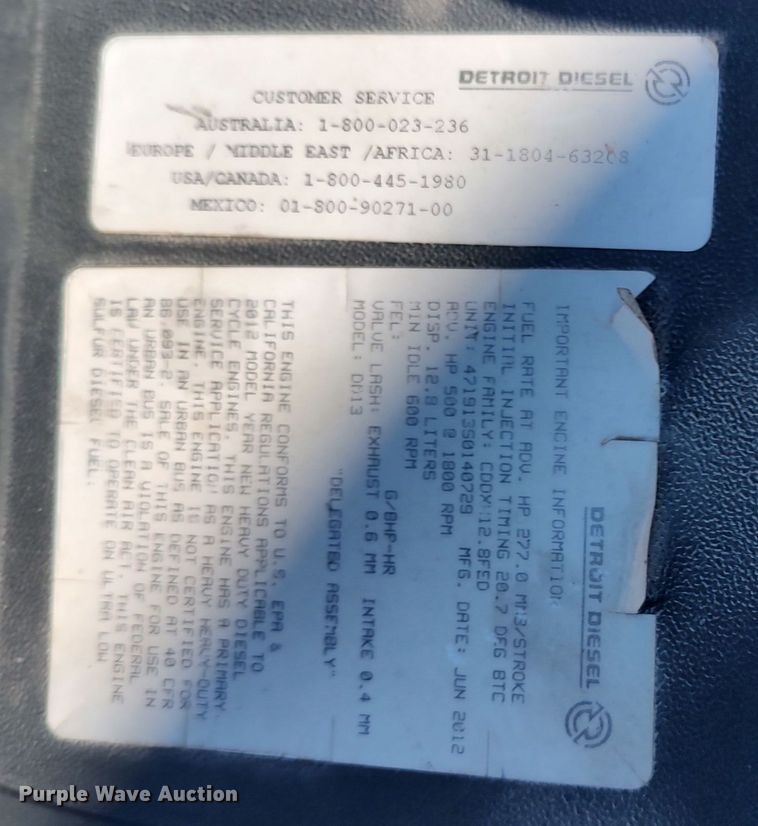 DETROIT DIESEL
CUSTOMER SERVICE
AUSTRALIA: 1-800-023-236
EUROPE / MIDDLE EAST /AFRICA: 31-1804-63208
USA/CANADA: 1-800-445-1980
MEXICO: 01-800-90271-00
DETROIT DIESEL
IMPORTANT ENGINE INFORMATION
FUEL RATE AT ADV. HP 277.0 MM3/STROKE
INITIAL INJECTION TIMING 20.7 DEG BTC
ENGINE FAMILY: CDDXH12.8FED
UNIT: 471913S0140729 MFG. DATE: JUN 2012
ADV. HP 500 @ 1800 RPM
DISP. 12.8 LITERS
MIN IDLE 600 RPM
FEL: G/BHP-HR
VALVE LASH: EXHAUST 0.6 MM INTAKE 0.4 MM
MODEL: DD13
"DELEGATED ASSEMBLY"
THIS ENGINE CONFORMS TO U.S. EPA &
CALIFORNIA REGULATIONS APPLICABLE TO
2012 MODEL YEAR NEW HEAVY DUTY DIESEL
CYCLE ENGINES. THIS ENGINE HAS A PRIMARY
SERVICE APPLICATION AS A HEAVY HEAVY-DUTY
ENGINE. THIS ENGINE IS NOT CERTIFIED FOR
USE IN AN URBAN BUS AS DEFINED AT 40 CFR
86.093-2. SALE OF THIS ENGINE FOR USE IN
AN URBAN BUS IS A VIOLATION OF FEDERAL
LAW UNDER THE CLEAN AIR ACT. THIS ENGINE
IS CERTIFIED TO OPERATE ON ULTRA LOW
SULFUR DIESEL FUEL.
Purple Wave Auction